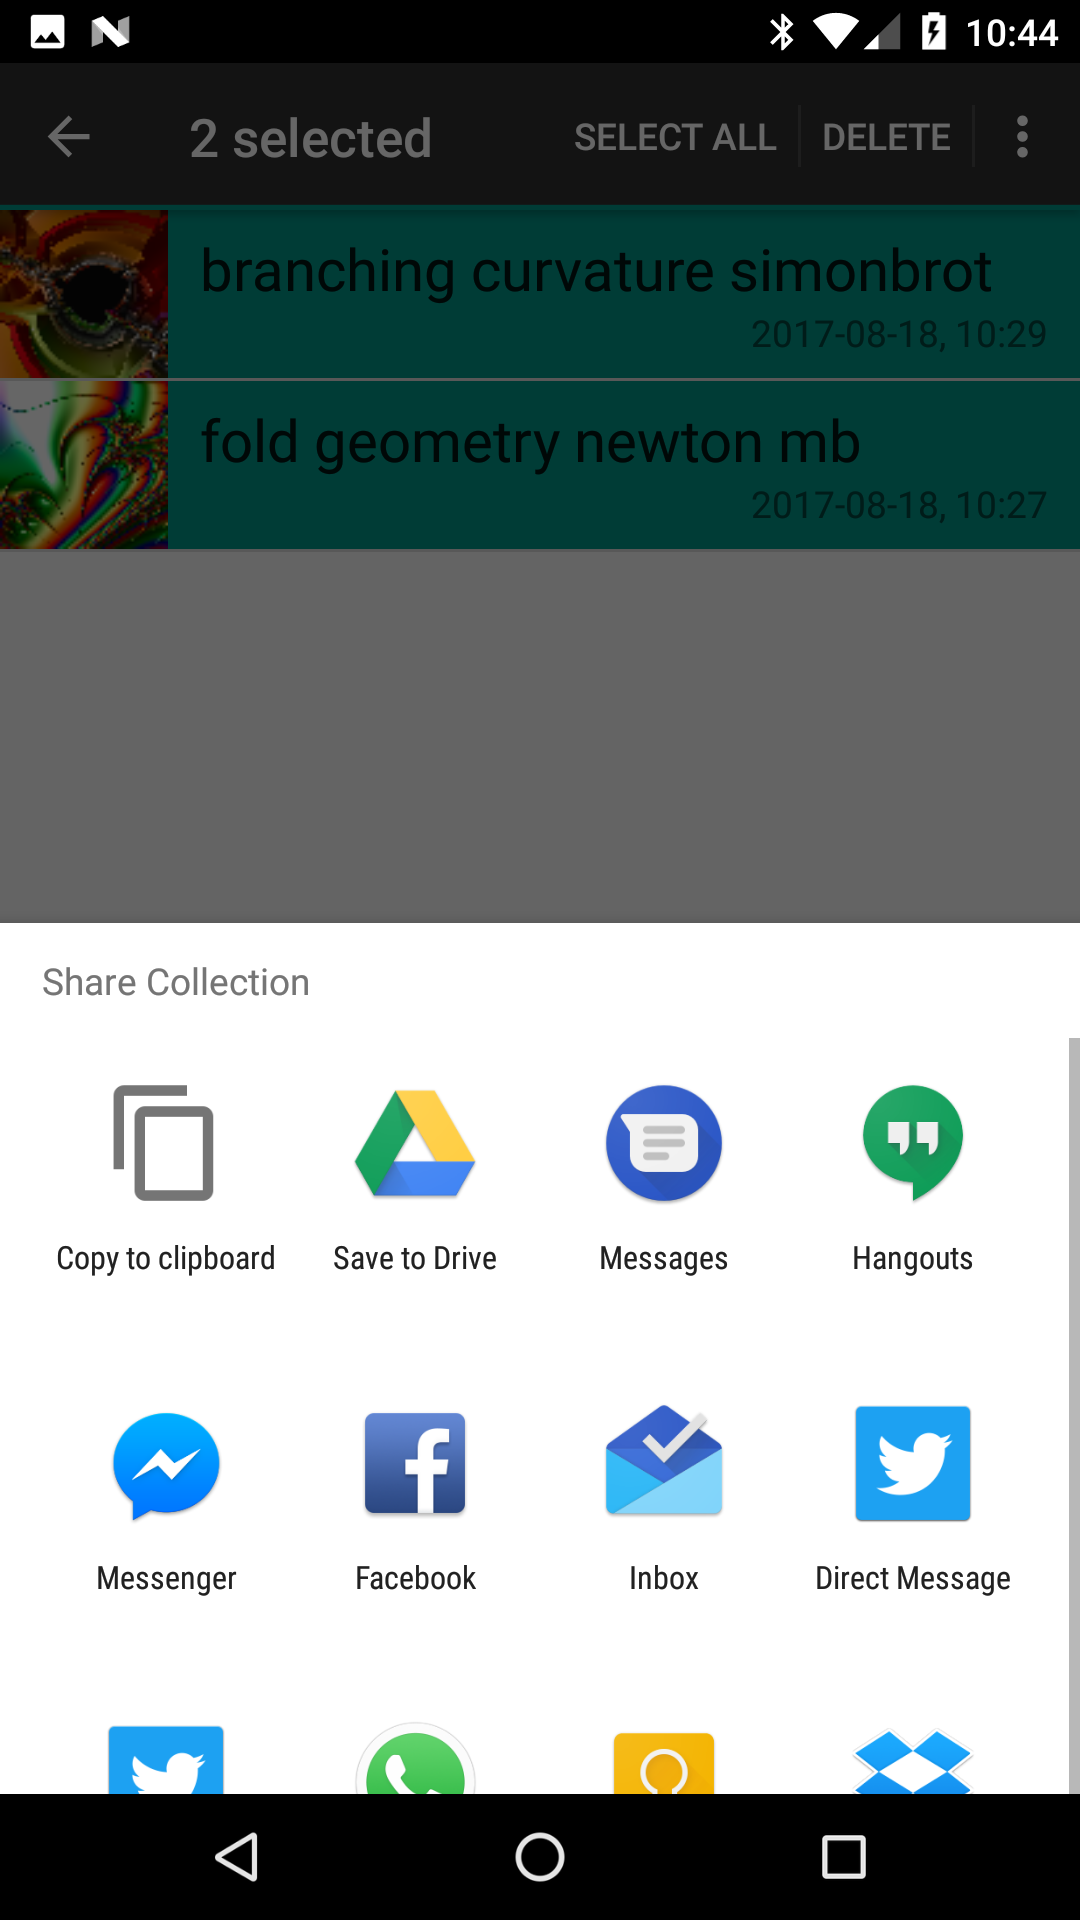 10:44
2 selected SELECT ALL DELETE
branching curvature simonbrot
2017-08-18, 10:29
fold geometry newton mb
2017-08-18, 10:27
Share Collection
Copy to clipboard Save to Drive Messages Hangouts
Messenger Facebook Inbox Direct Message